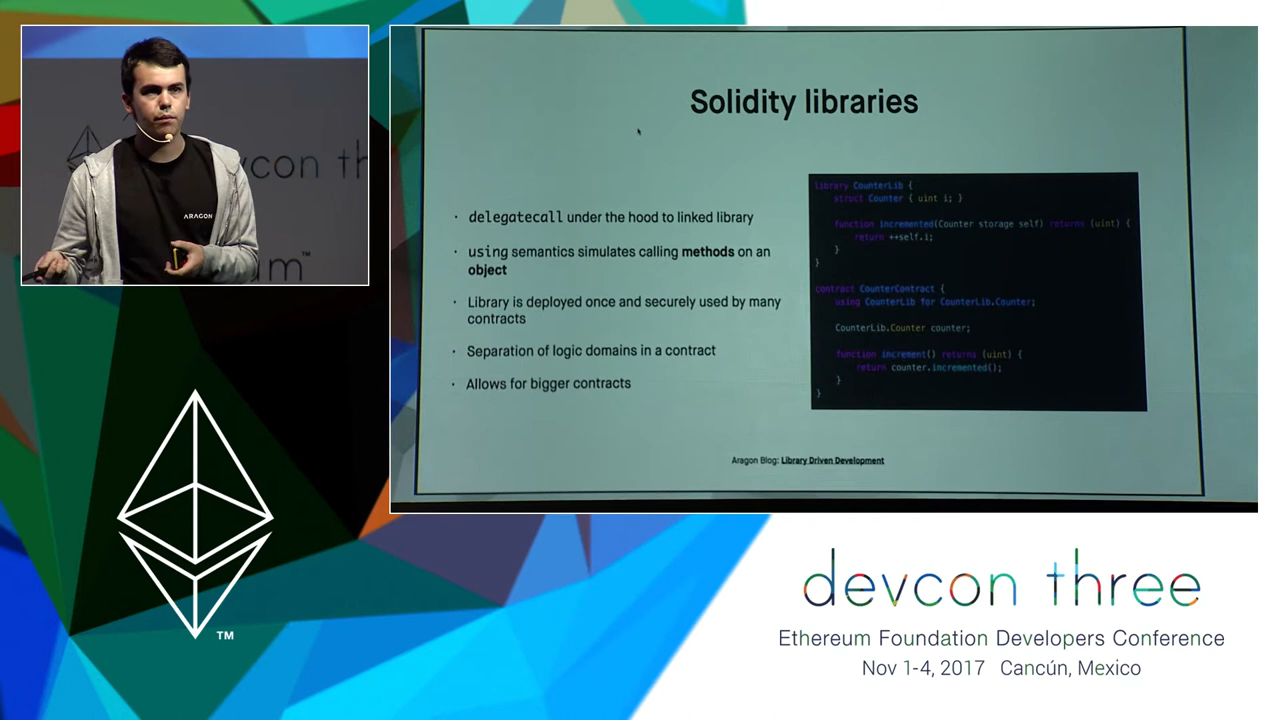 ARAGON
con th
um™
Solidity libraries
· delegatecall under the hood to linked library
· using semantics simulates calling methods on an
object
· Library is deployed once and securely used by many
contracts
· Separation of logic domains in a contract
· Allows for bigger contracts
library CounterLib {
struct Counter { uint i; }
function incremented(Counter storage self) returns (uint) {
return ++self.i;
}
}
contract CounterContract {
using CounterLib for CounterLib.Counter;
CounterLib.Counter counter;
function increment() returns (uint) {
return counter.incremented();
}
}
Aragon Blog: Library Driven Development
TM
devcon three
Ethereum Foundation Developers Conference
Nov 1-4, 2017 Cancún, Mexico